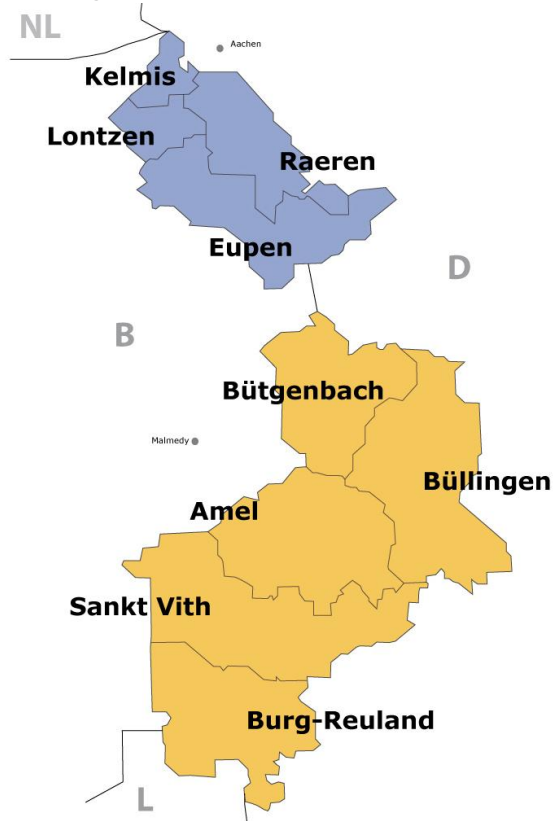 NL
Aachen
Kelmis
Lontzen
Raeren
Eupen
D
B
Bütgenbach
Malmedy
Büllingen
Amel
Sankt Vith
Burg-Reuland
L